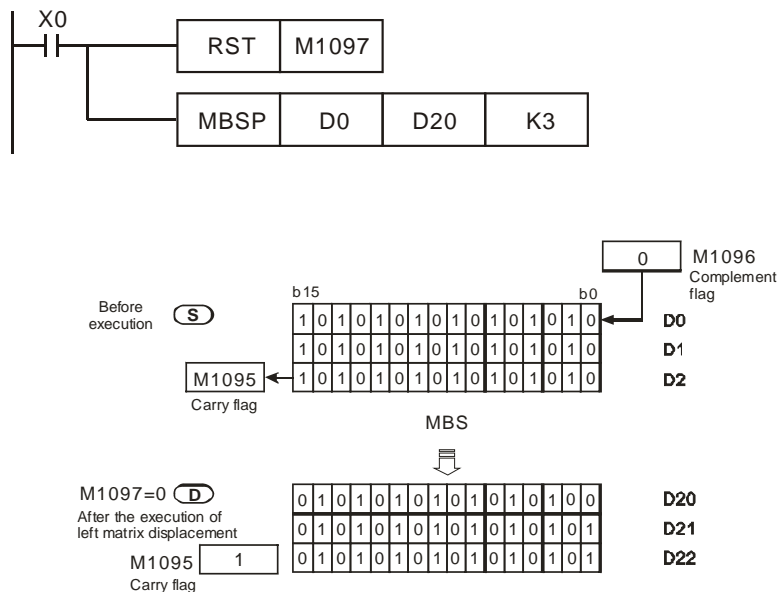 X0
RST M1097
MBSP D0 D20 K3
0 M1096
Complement
flag
b15 b0
Before
execution
S
1 0 1 0 1 0 1 0 1 0 1 0 1 0 1 0 D0
1 0 1 0 1 0 1 0 1 0 1 0 1 0 1 0 D1
M1095 1 0 1 0 1 0 1 0 1 0 1 0 1 0 1 0 D2
Carry flag
MBS
M1097=0 D
After the execution of
left matrix displacement
0 1 0 1 0 1 0 1 0 1 0 1 0 1 0 0 D20
0 1 0 1 0 1 0 1 0 1 0 1 0 1 0 1 D21
M1095 1 0 1 0 1 0 1 0 1 0 1 0 1 0 1 0 1 D22
Carry flag